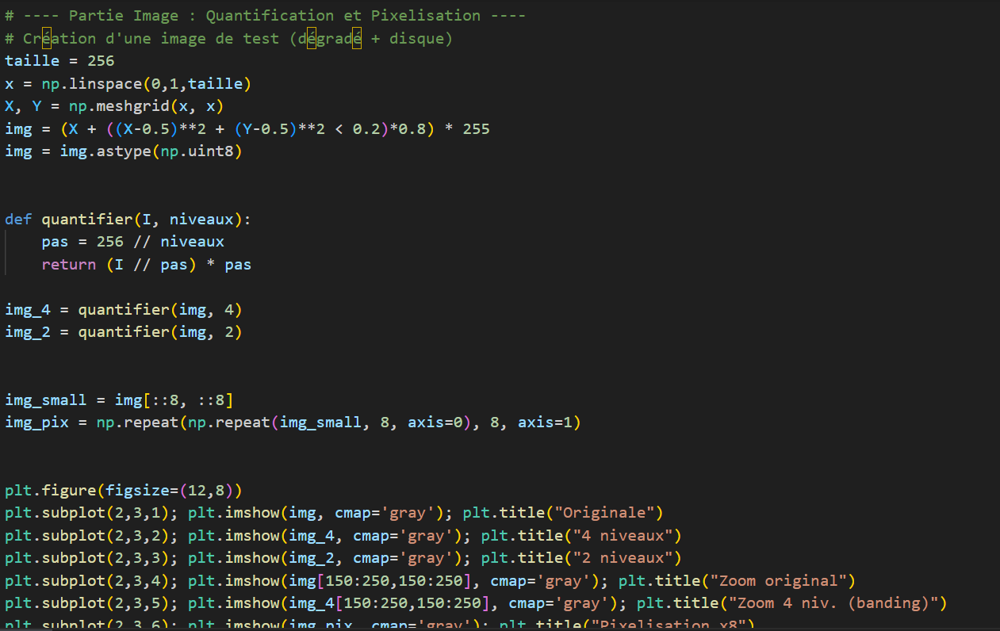 # ---- Partie Image : Quantification et Pixelisation ----
# Création d'une image de test (dégradé + disque)
taille = 256
x = np.linspace(0,1,taille)
X, Y = np.meshgrid(x, x)
img = (X + ((X-0.5)**2 + (Y-0.5)**2 < 0.2)*0.8) * 255
img = img.astype(np.uint8)
def quantifier(I, niveaux):
    pas = 256 // niveaux
    return (I // pas) * pas
img_4 = quantifier(img, 4)
img_2 = quantifier(img, 2)
img_small = img[::8, ::8]
img_pix = np.repeat(np.repeat(img_small, 8, axis=0), 8, axis=1)
plt.figure(figsize=(12,8))
plt.subplot(2,3,1); plt.imshow(img, cmap='gray'); plt.title("Originale")
plt.subplot(2,3,2); plt.imshow(img_4, cmap='gray'); plt.title("4 niveaux")
plt.subplot(2,3,3); plt.imshow(img_2, cmap='gray'); plt.title("2 niveaux")
plt.subplot(2,3,4); plt.imshow(img[150:250,150:250], cmap='gray'); plt.title("Zoom original")
plt.subplot(2,3,5); plt.imshow(img_4[150:250,150:250], cmap='gray'); plt.title("Zoom 4 niv. (banding)")
plt.subplot(2,3,6); plt.imshow(img_pix, cmap='gray'); plt.title("Pixelisation x8")